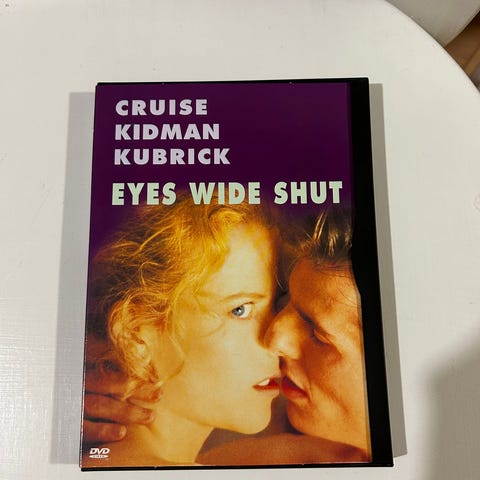 CRUISE
KIDMAN
KUBRICK
EYES WIDE SHUT
DVD